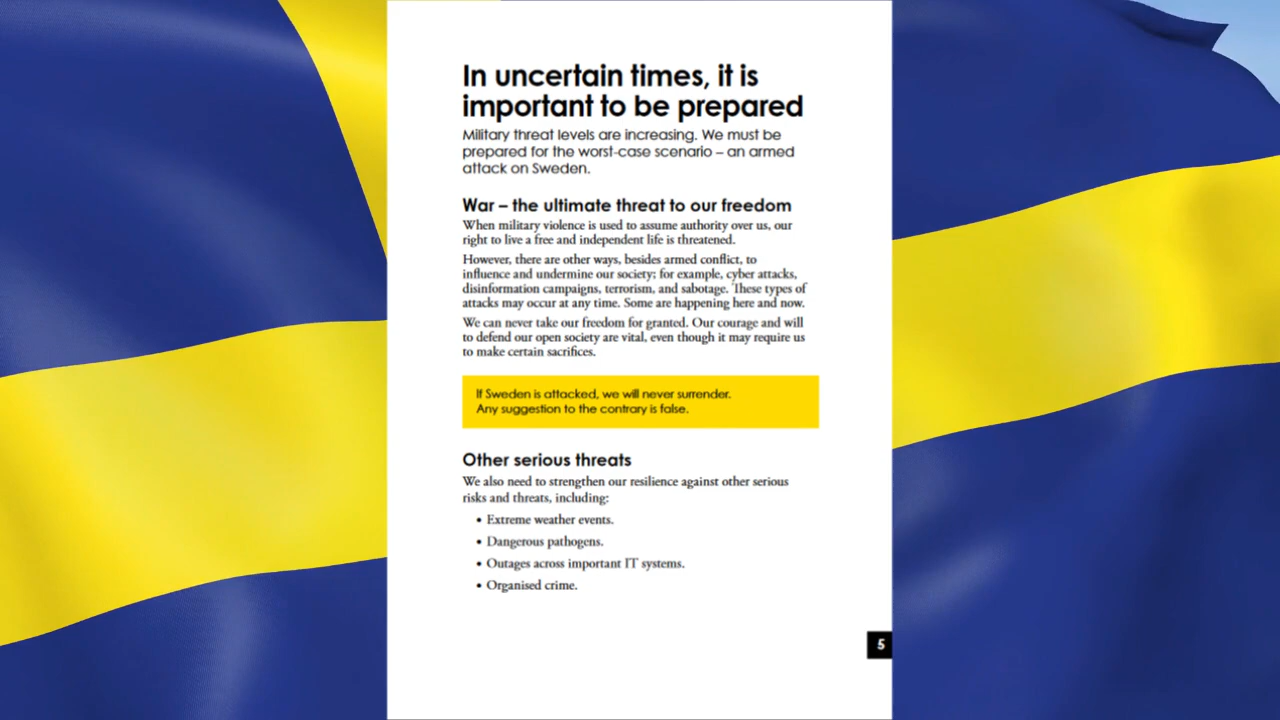 In uncertain times, it is
important to be prepared
Military threat levels are increasing. We must be
prepared for the worst-case scenario – an armed
attack on Sweden.
War – the ultimate threat to our freedom
When military violence is used to assume authority over us, our
right to live a free and independent life is threatened.
However, there are other ways, besides armed conflict, to
influence and undermine our society; for example, cyber attacks,
disinformation campaigns, terrorism, and sabotage. These types of
attacks may occur at any time. Some are happening here and now.
We can never take our freedom for granted. Our courage and will
to defend our open society are vital, even though it may require us
to make certain sacrifices.
If Sweden is attacked, we will never surrender.
Any suggestion to the contrary is false.
Other serious threats
We also need to strengthen our resilience against other serious
risks and threats, including:
• Extreme weather events.
• Dangerous pathogens.
• Outages across important IT systems.
• Organised crime.
5